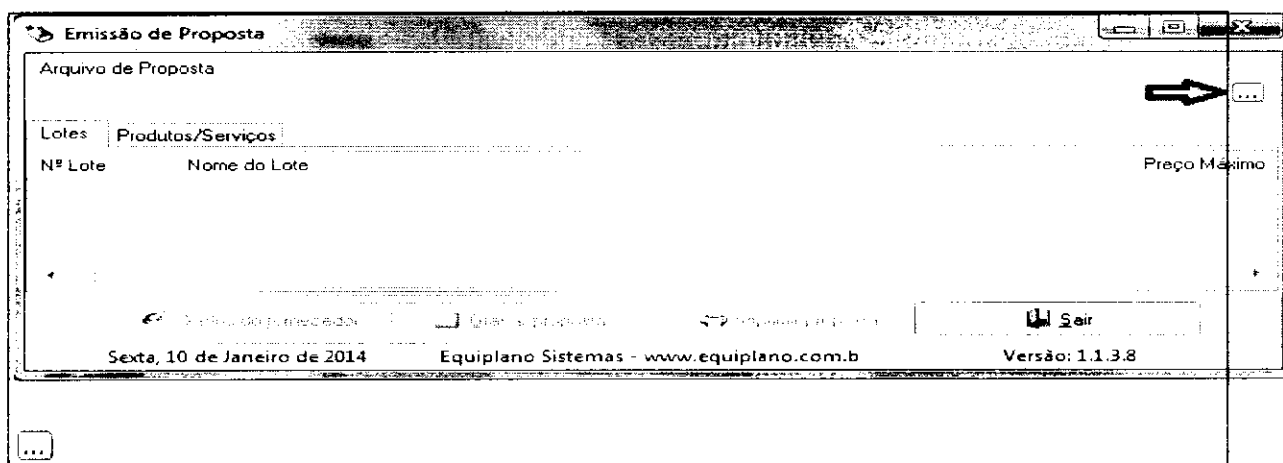 Emissão de Proposta
Arquivo de Proposta
...
Lotes Produtos/Serviços
Nº Lote Nome do Lote Preço Máximo
Sair
Sexta, 10 de Janeiro de 2014 Equiplano Sistemas - www.equiplano.com.b Versão: 1.1.3.8
...